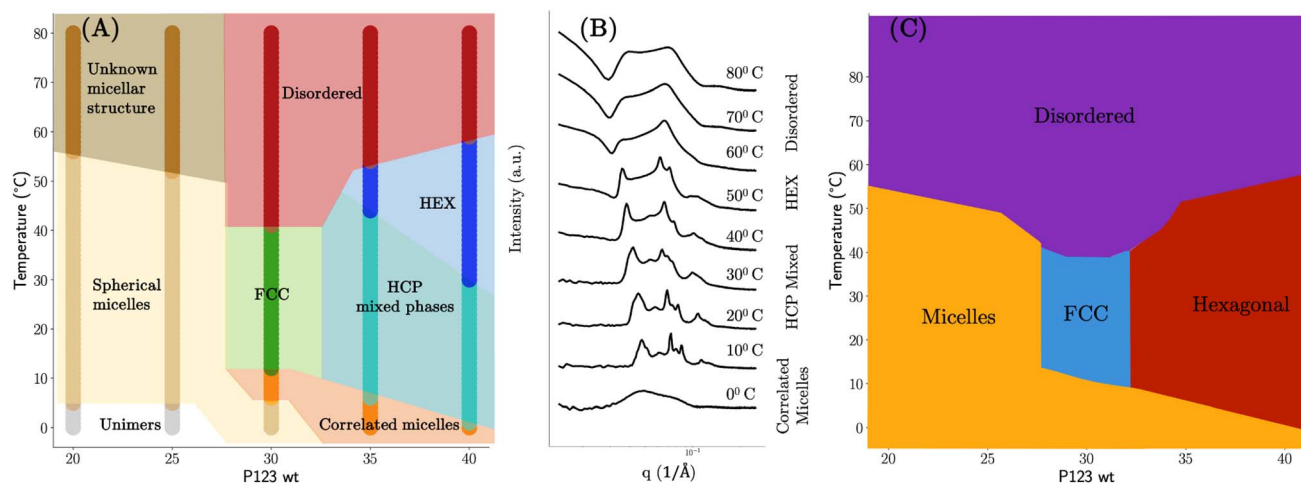 (A)
Temperature (°C)
80
70
60
50
40
30
20
10
0
Unknown
micellar
structure
Disordered
HEX
Spherical
micelles
FCC
HCP
mixed phases
Unimers
Correlated micelles
20
25
30
35
40
P123 wt
(B)
Intensity (a.u.)
80⁰ C
70⁰ C
60⁰ C
50⁰ C
40⁰ C
30⁰ C
20⁰ C
10⁰ C
0⁰ C
Disordered
HEX
HCP Mixed
Correlated
Micelles
10⁻¹
q (1/Å)
(C)
Temperature (°C)
90
80
70
60
50
40
30
20
10
0
Disordered
Micelles
FCC
Hexagonal
20
25
30
35
40
P123 wt